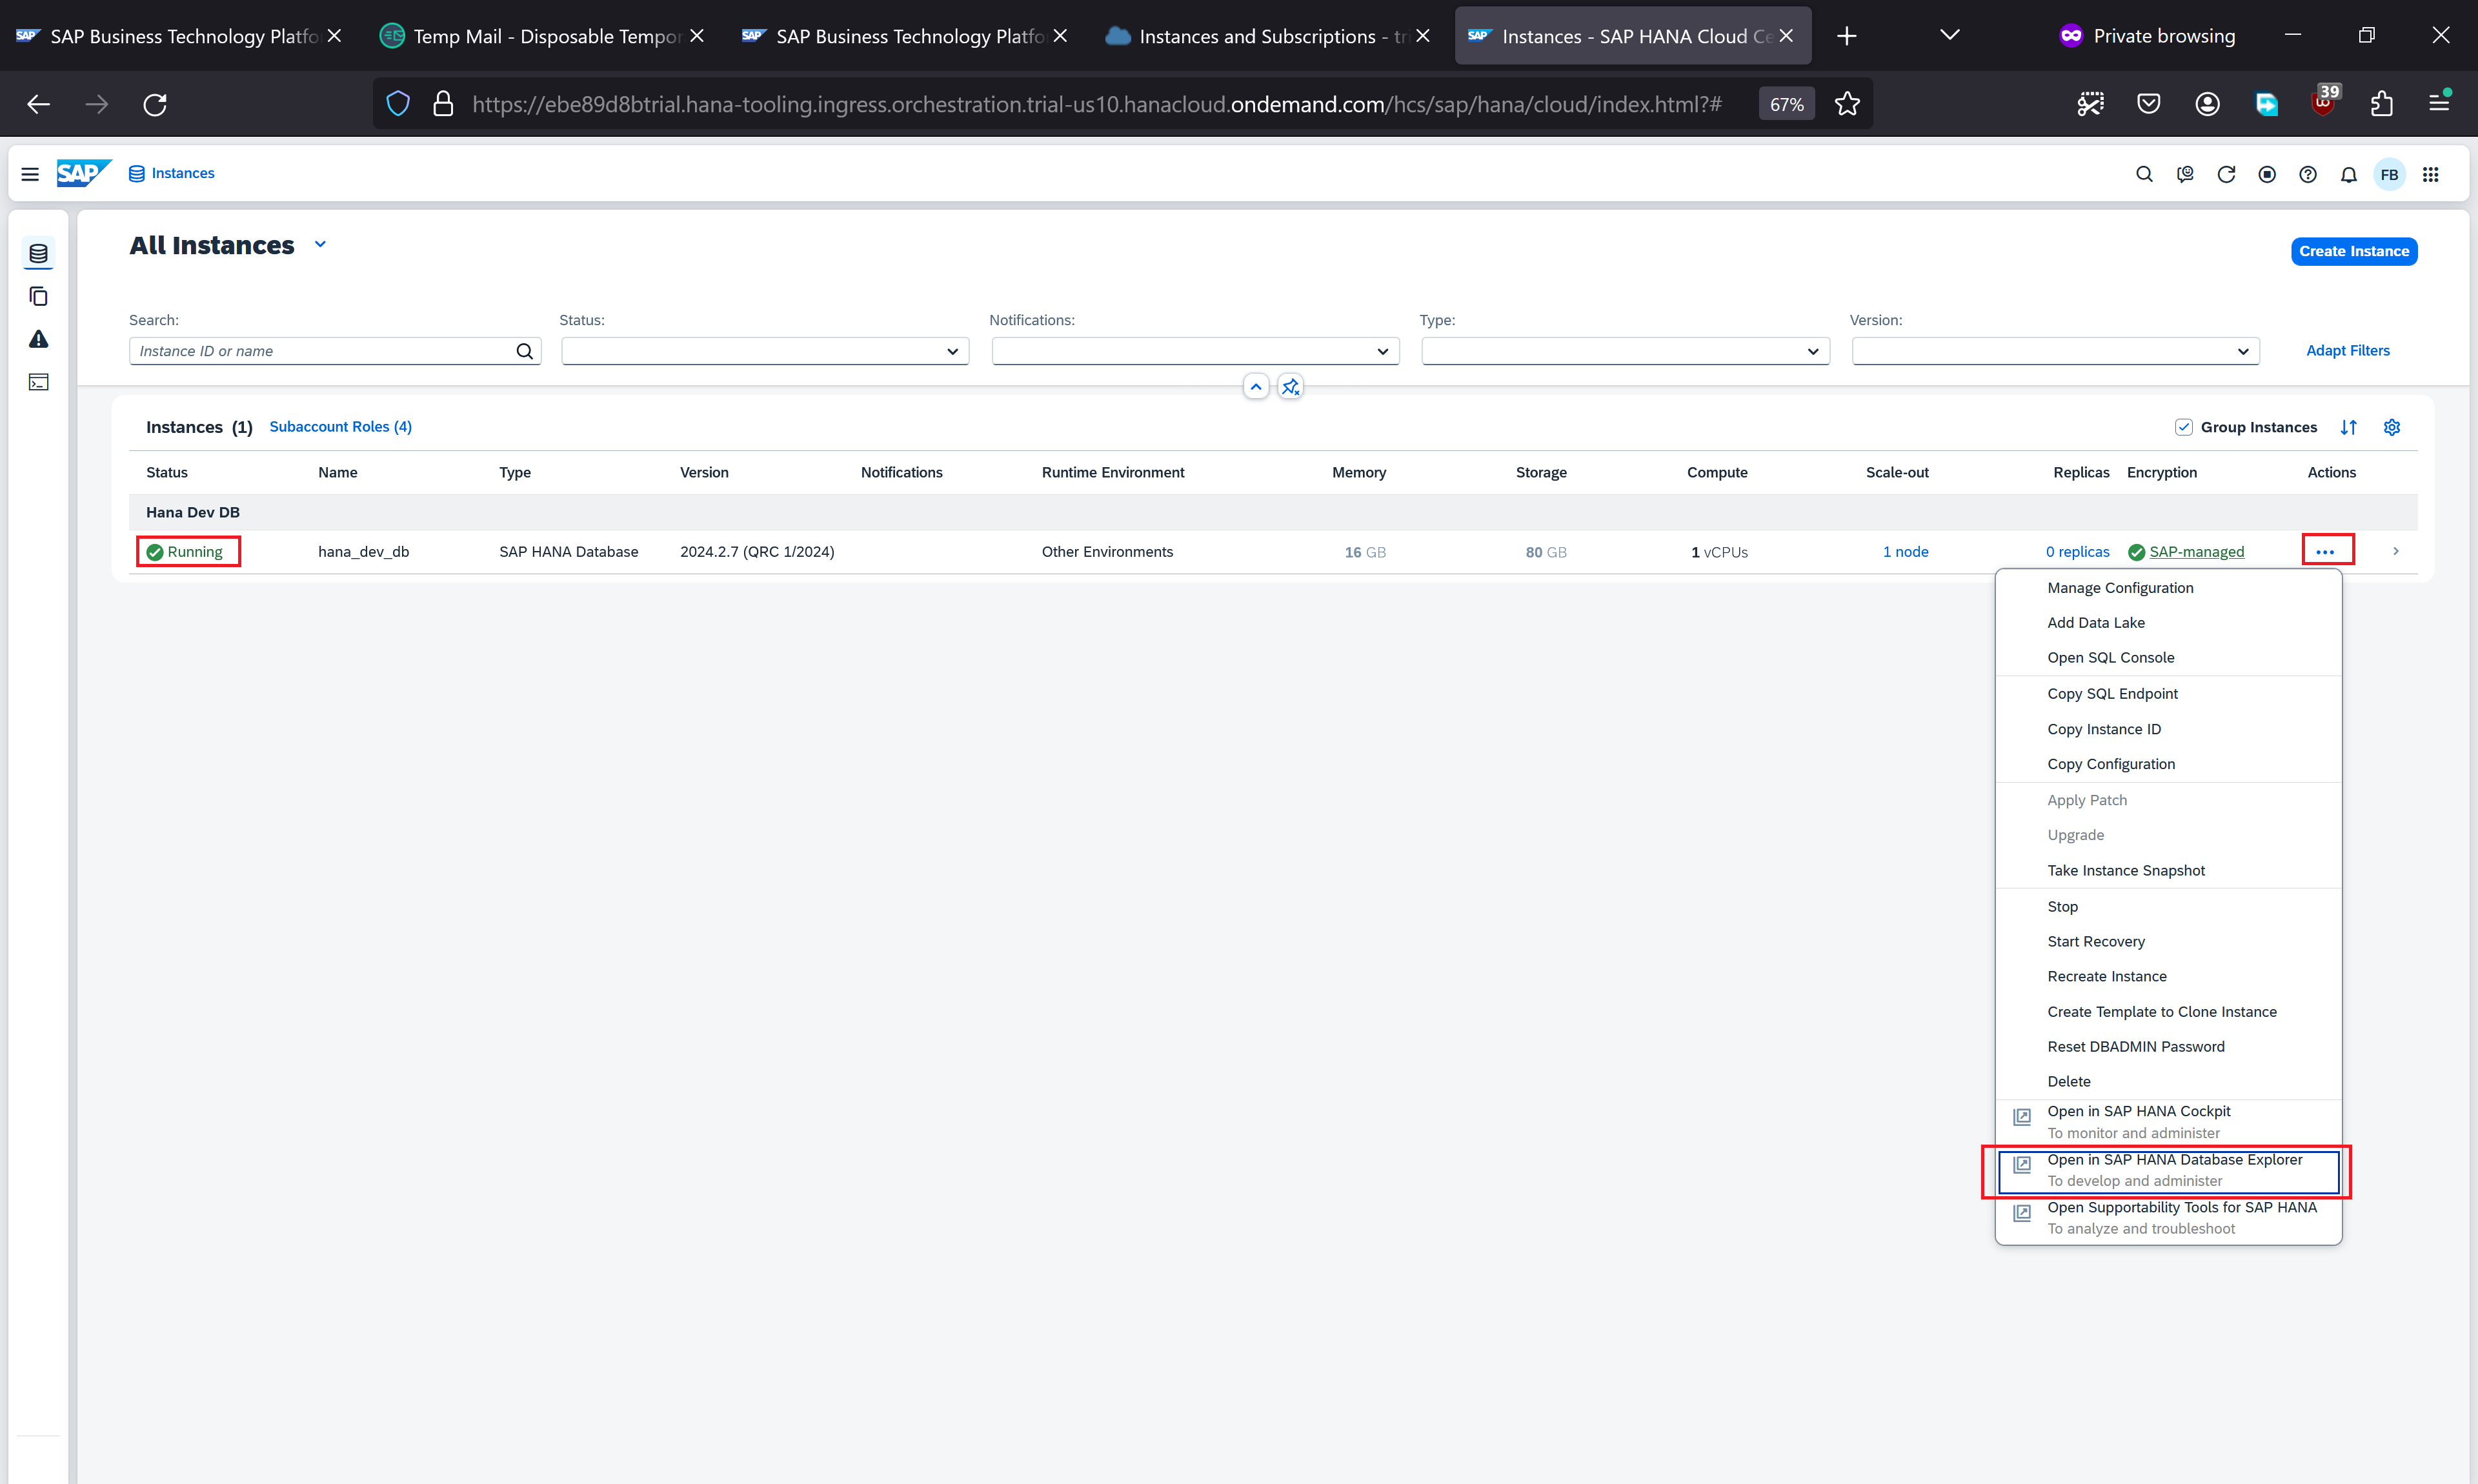 SAP SAP Business Technology Platfo
Temp Mail - Disposable Tempor
SAP SAP Business Technology Platfo
Instances and Subscriptions - tri
SAP Instances - SAP HANA Cloud Ce
Private browsing
https://ebe89d8btrial.hana-tooling.ingress.orchestration.trial-us10.hanacloud.ondemand.com/hcs/sap/hana/cloud/index.html?#
67%
39
SAP
Instances
FB
All Instances
Create Instance
Search:
Status:
Notifications:
Type:
Version:
Instance ID or name
Adapt Filters
Instances (1)
Subaccount Roles (4)
Group Instances
Status Name Type Version Notifications Runtime Environment Memory Storage Compute Scale-out Replicas Encryption Actions
Hana Dev DB
Running hana_dev_db SAP HANA Database 2024.2.7 (QRC 1/2024) Other Environments 16 GB 80 GB 1 vCPUs 1 node 0 replicas SAP-managed
Manage Configuration
Add Data Lake
Open SQL Console
Copy SQL Endpoint
Copy Instance ID
Copy Configuration
Apply Patch
Upgrade
Take Instance Snapshot
Stop
Start Recovery
Recreate Instance
Create Template to Clone Instance
Reset DBADMIN Password
Delete
Open in SAP HANA Cockpit
To monitor and administer
Open in SAP HANA Database Explorer
To develop and administer
Open Supportability Tools for SAP HANA
To analyze and troubleshoot